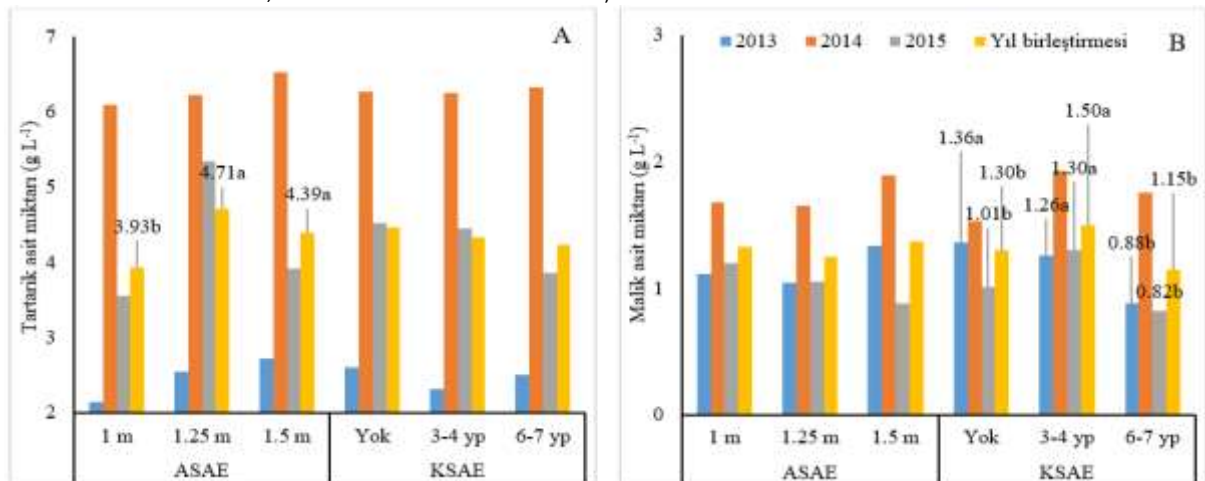 A
7
6
5
4
3
2
Tartarik asit miktarı (g L-1)
3.93b
4.71a
4.39a
1 m
1.25 m
1.5 m
Yok
3-4 yp
6-7 yp
ASAE
KSAE
2013
2014
2015
Yıl birleştirmesi
B
3
2
1
0
Malik asit miktarı (g L-1)
1.36a
1.01b
1.30b
1.26a
1.30a
1.50a
0.88b
0.82b
1.15b
1 m
1.25 m
1.5 m
Yok
3-4 yp
6-7 yp
ASAE
KSAE